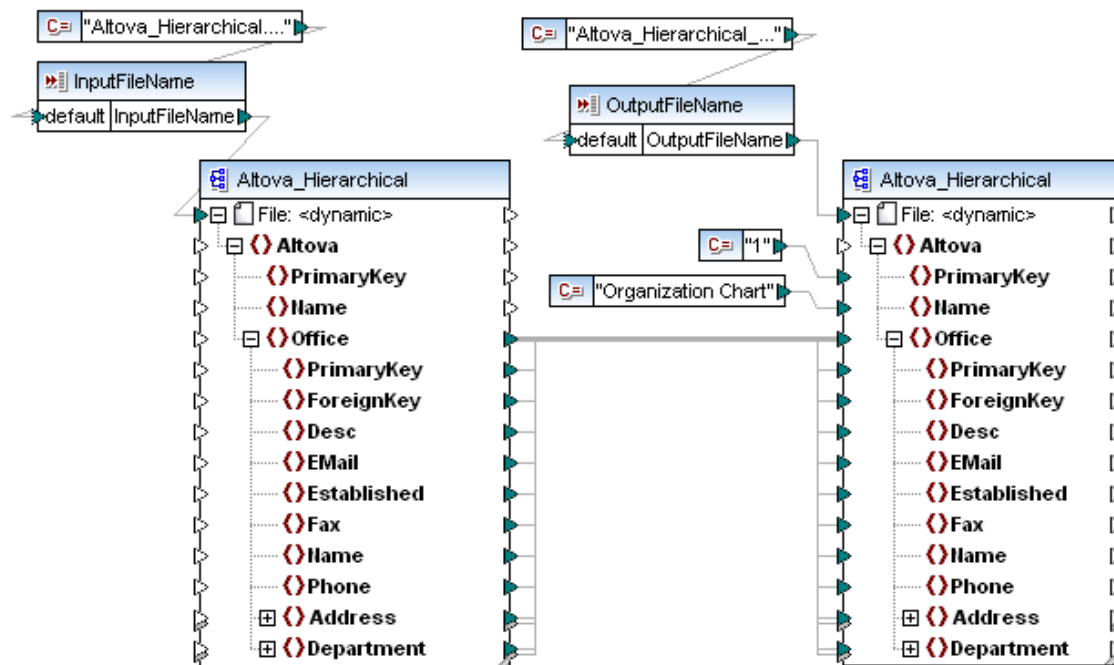 C= "Altova_Hierarchical...."
C= "Altova_Hierarchical_..."
InputFileName
default InputFileName
OutputFileName
default OutputFileName
Altova_Hierarchical
File: <dynamic>
Altova
PrimaryKey
Name
Office
PrimaryKey
ForeignKey
Desc
EMail
Established
Fax
Name
Phone
Address
Department
C= "1"
C= "Organization Chart"
Altova_Hierarchical
File: <dynamic>
Altova
PrimaryKey
Name
Office
PrimaryKey
ForeignKey
Desc
EMail
Established
Fax
Name
Phone
Address
Department